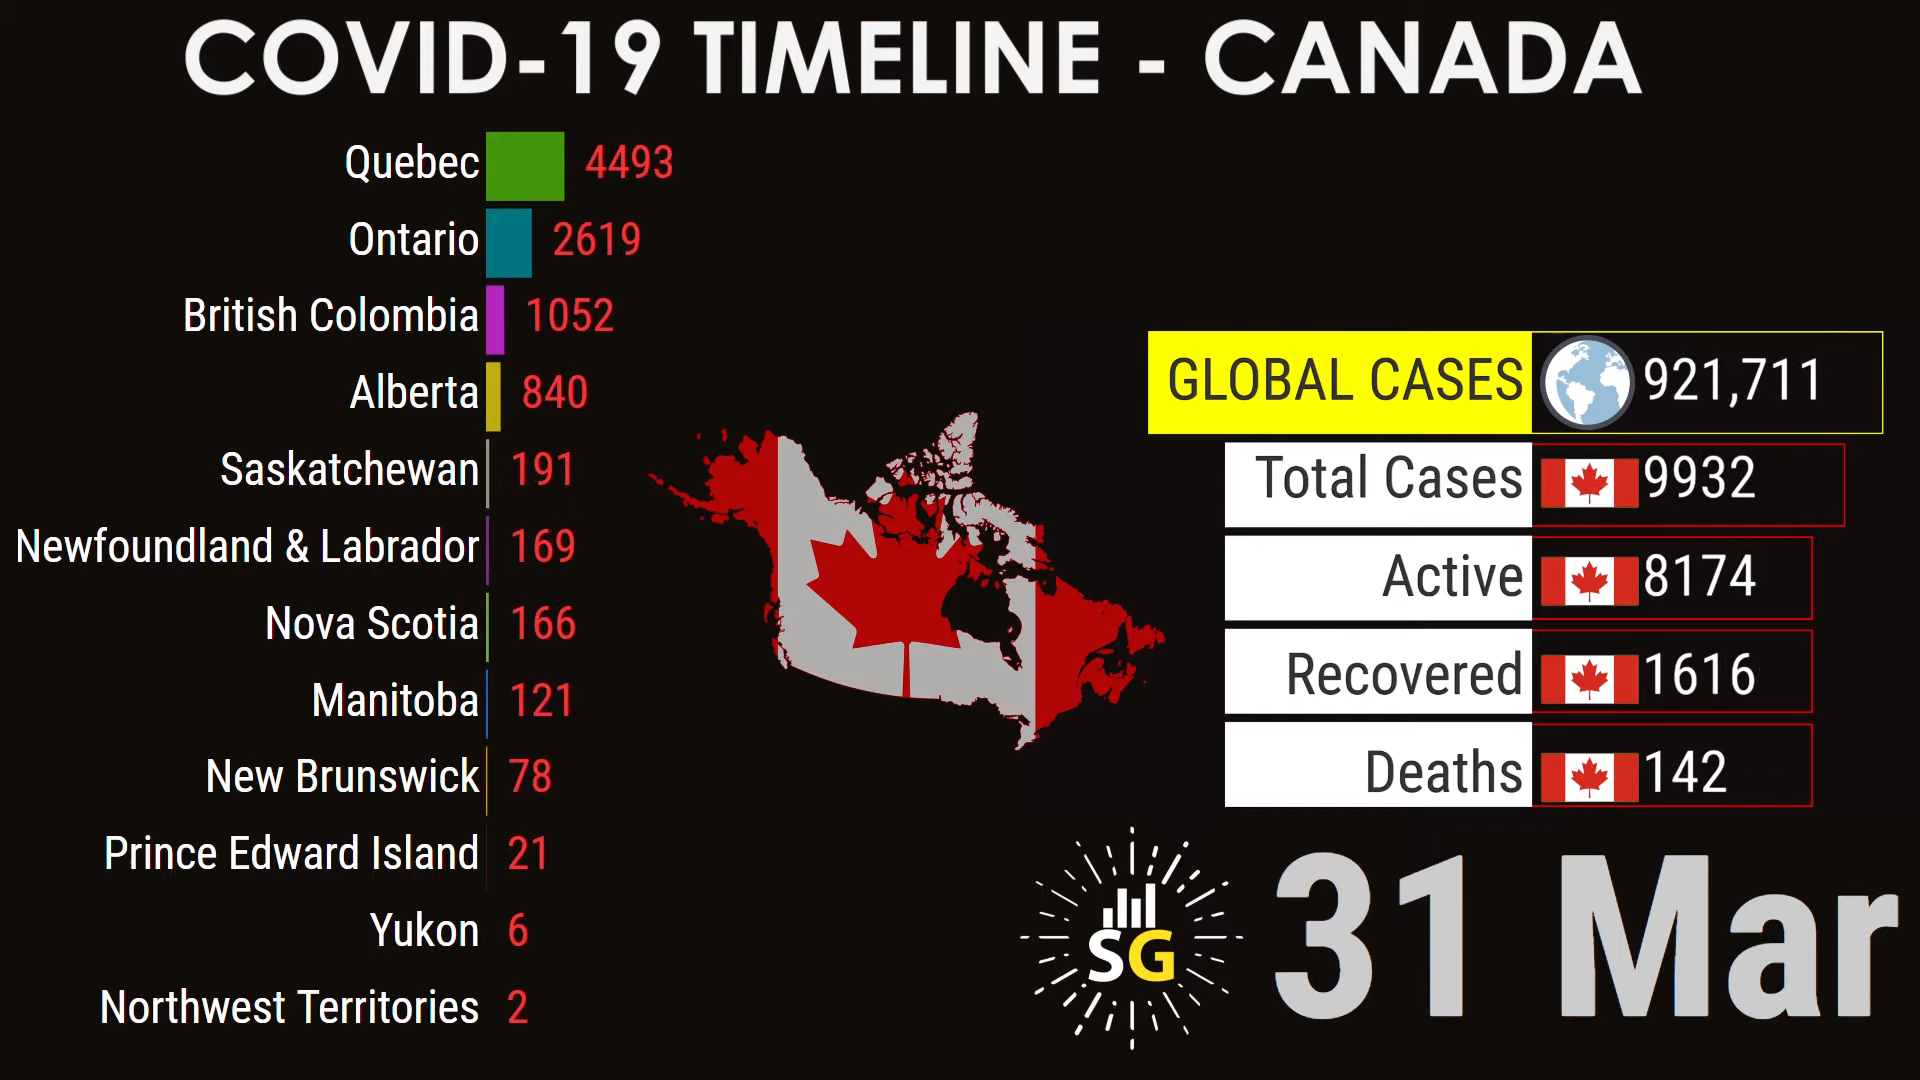 COVID-19 TIMELINE - CANADA
Quebec 4493
Ontario 2619
British Colombia 1052
Alberta 840
Saskatchewan 191
Newfoundland & Labrador 169
Nova Scotia 166
Manitoba 121
New Brunswick 78
Prince Edward Island 21
Yukon 6
Northwest Territories 2
GLOBAL CASES 921,711
Total Cases 9932
Active 8174
Recovered 1616
Deaths 142
SG
31 Mar